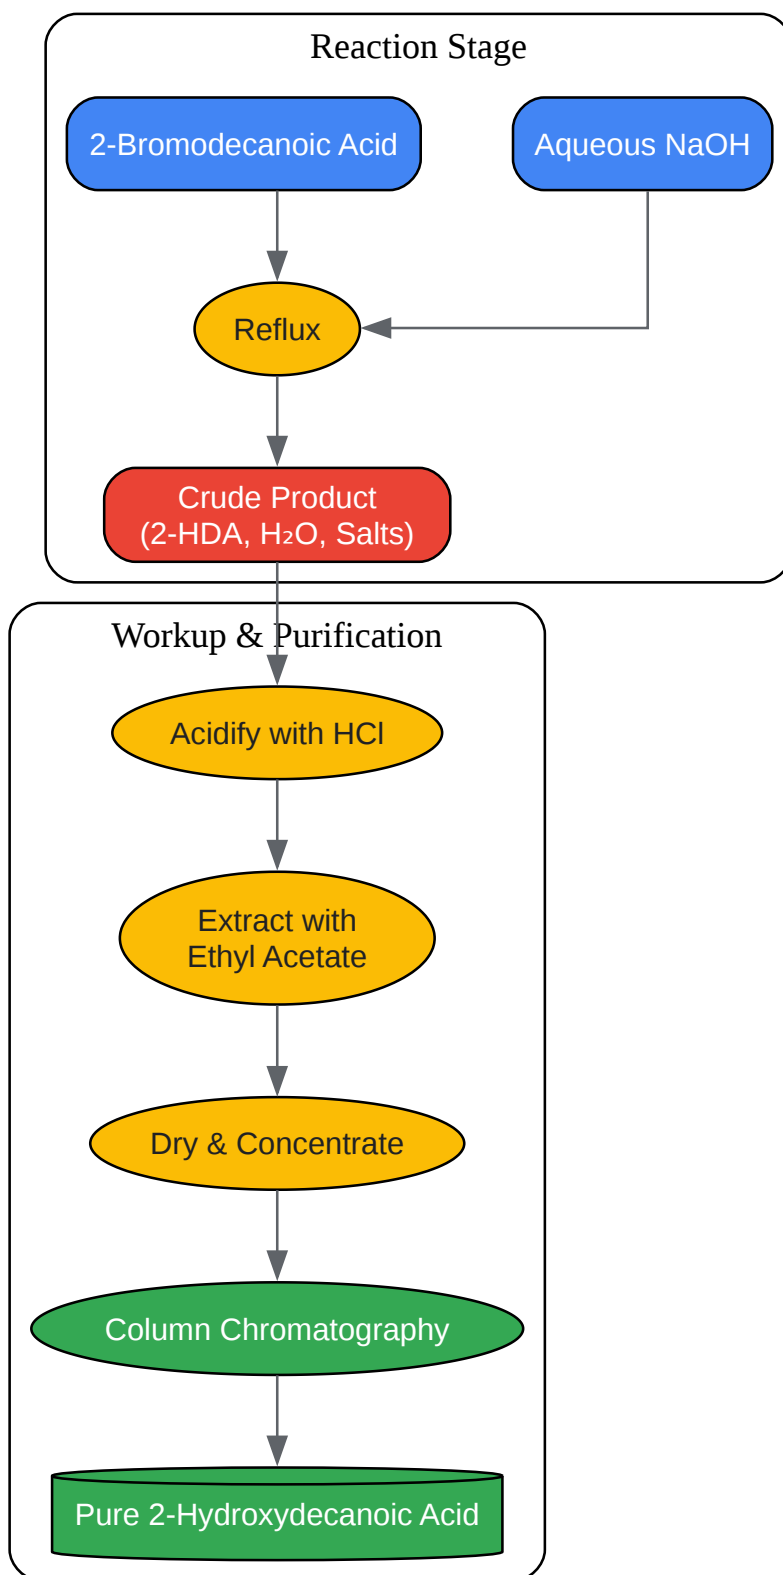 Reaction Stage
2-Bromodecanoic Acid
Aqueous NaOH
Reflux
Crude Product
(2-HDA, H₂O, Salts)
Workup & Purification
Acidify with HCl
Extract with
Ethyl Acetate
Dry & Concentrate
Column Chromatography
Pure 2-Hydroxydecanoic Acid